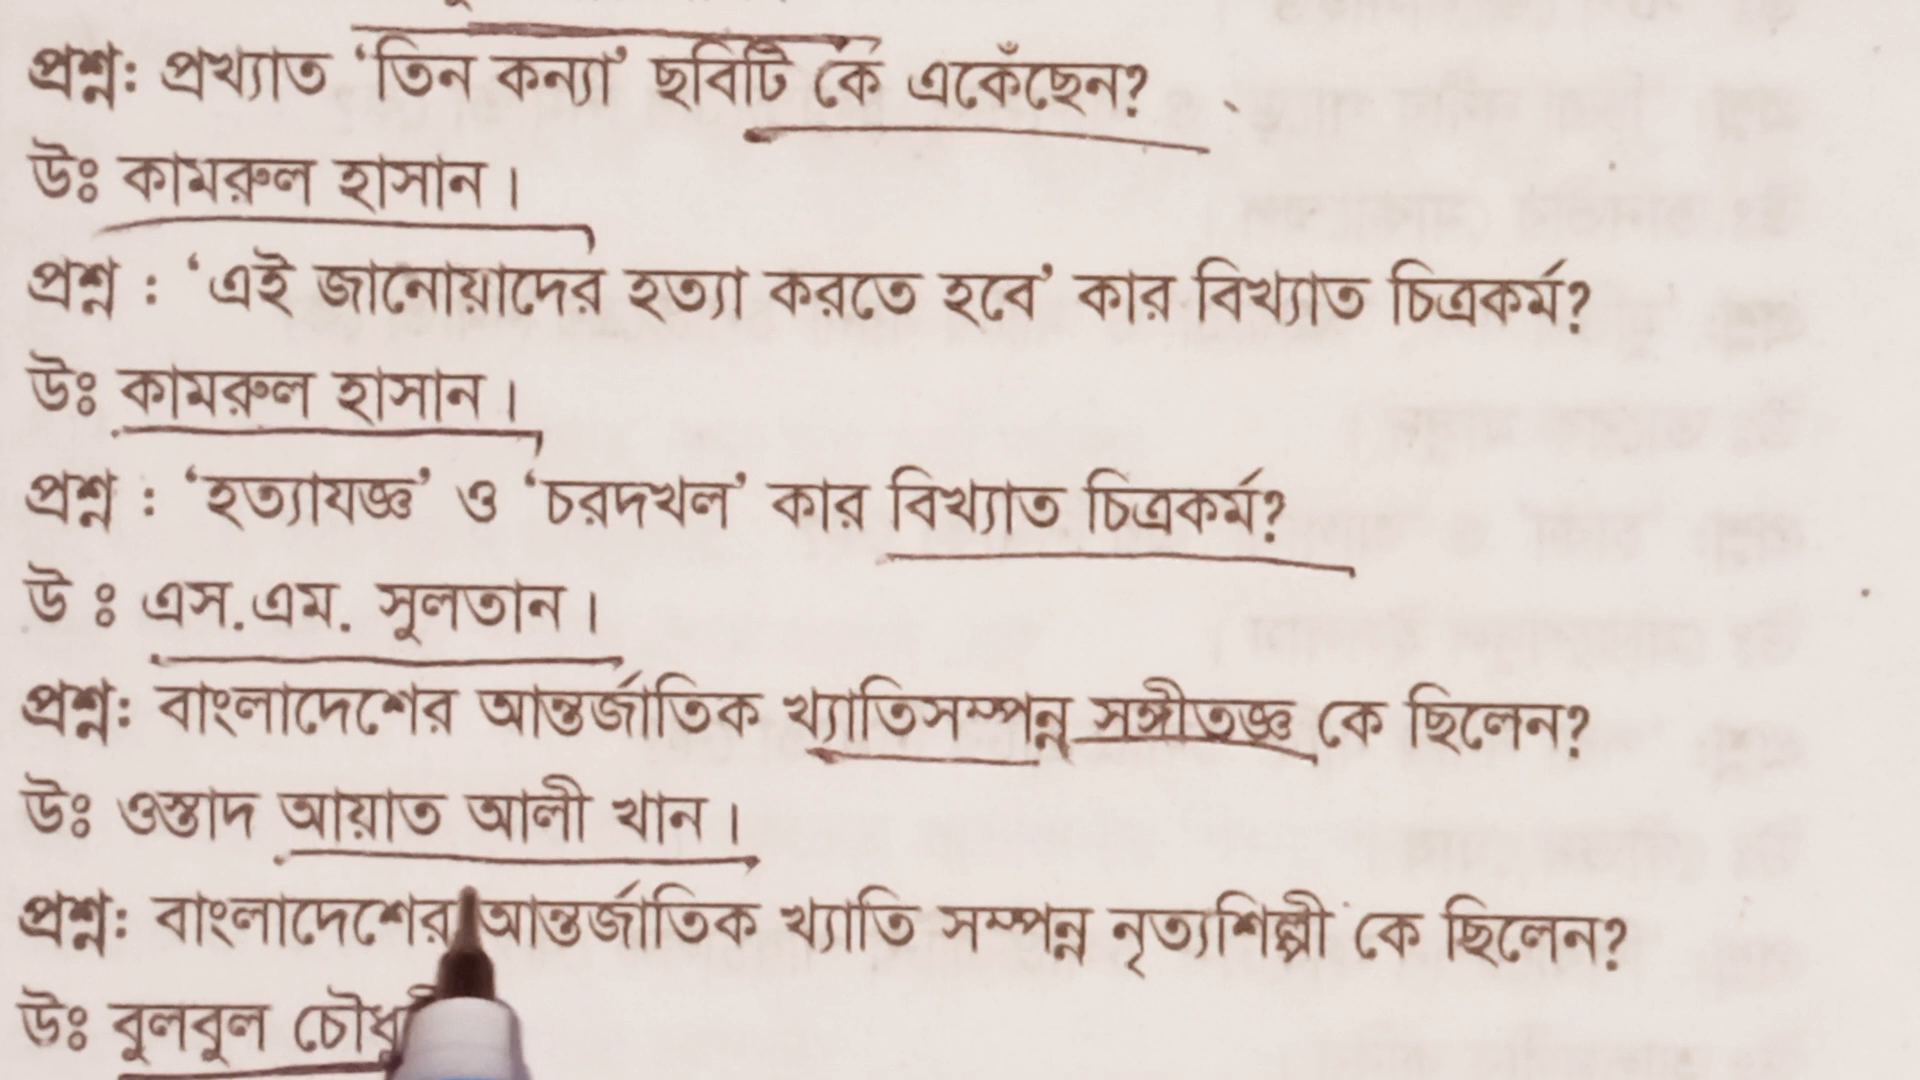 প্রশ্ন: প্রখ্যাত ‘তিন কন্যা’ ছবিটি কে একেঁছেন?
উঃ কামরুল হাসান।
প্রশ্ন : ‘এই জানোয়াদের হত্যা করতে হবে’ কার বিখ্যাত চিত্রকর্ম?
উঃ কামরুল হাসান।
প্রশ্ন : ‘হত্যাযজ্ঞ’ ও ‘চরদখল’ কার বিখ্যাত চিত্রকর্ম?
উ ঃ এস.এম. সুলতান।
প্রশ্ন: বাংলাদেশের আন্তর্জাতিক খ্যাতিসম্পন্ন সঙ্গীতজ্ঞ কে ছিলেন?
উঃ ওস্তাদ আয়াত আলী খান।
প্রশ্ন: বাংলাদেশের আন্তর্জাতিক খ্যাতি সম্পন্ন নৃত্যশিল্পী কে ছিলেন?
উঃ বুলবুল